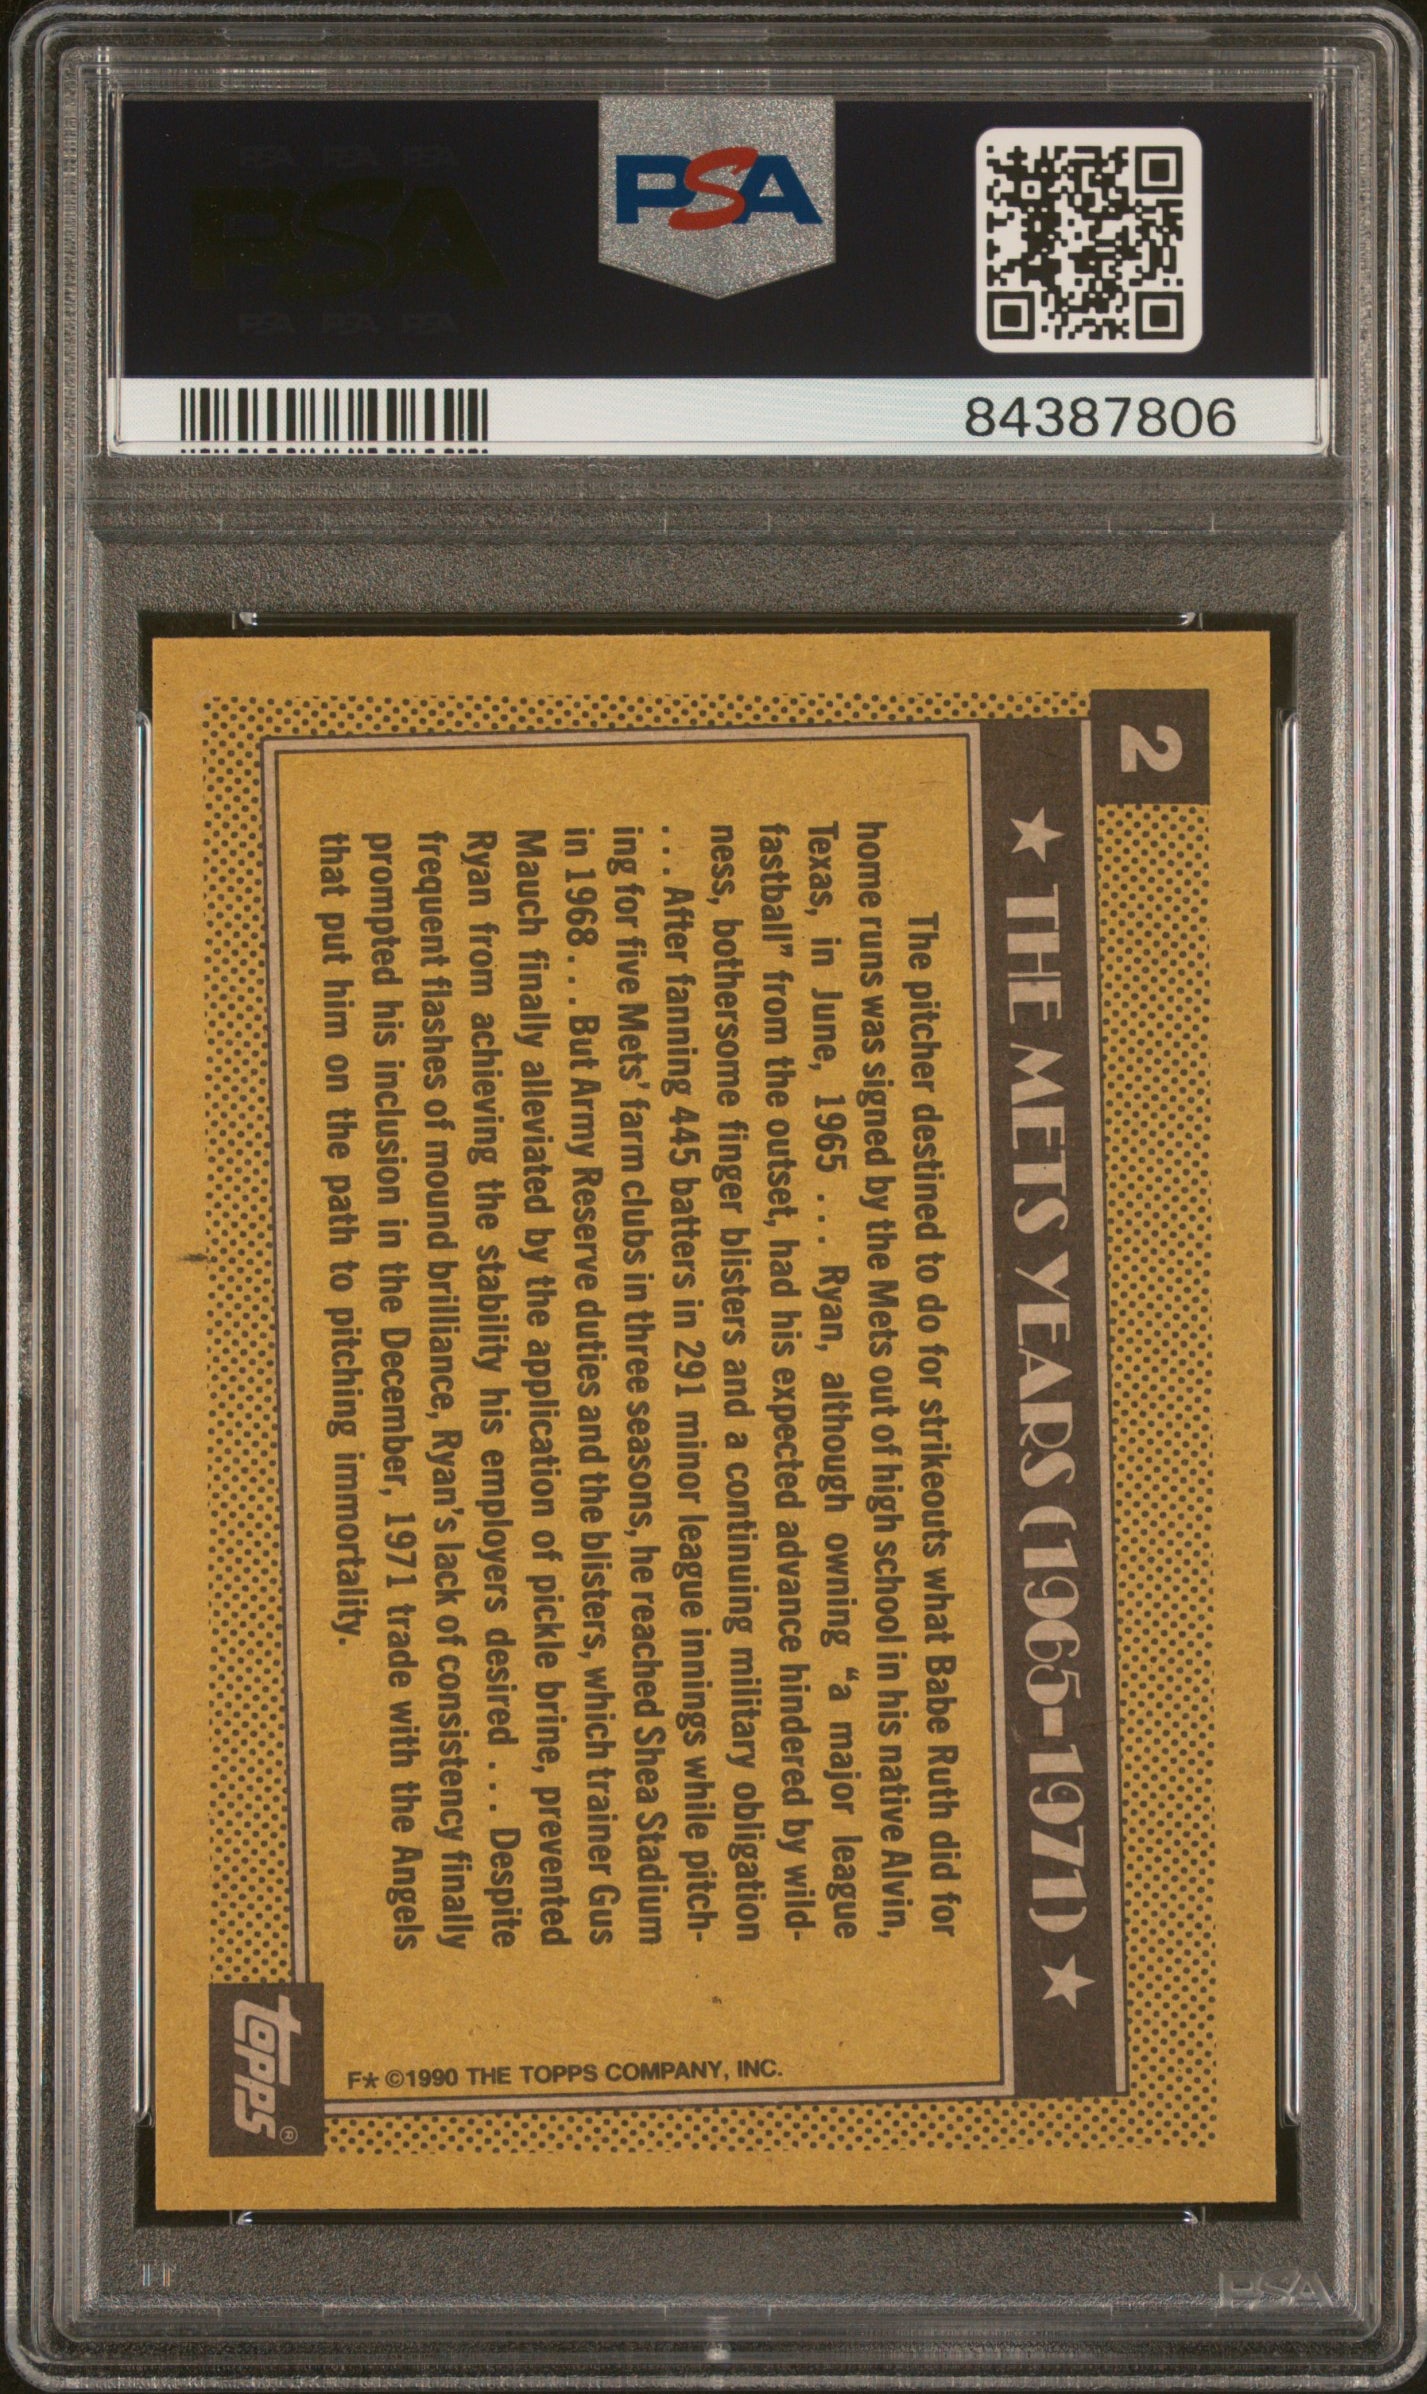 PSA PSA PSA
PSA
PSA PSA PSA
PSA
84387806
2
★ THE METS YEARS (1965-1971) ★
The pitcher destined to do for strikeouts what Babe Ruth did for
home runs was signed by the Mets out of high school in his native Alvin,
Texas, in June, 1965 . . . Ryan, although owning "a major league
fastball" from the outset, had his expected advance hindered by wild-
ness, bothersome finger blisters and a continuing military obligation
. . . After fanning 445 batters in 291 minor league innings while pitch-
ing for five Mets' farm clubs in three seasons, he reached Shea Stadium
in 1968 . . . But Army Reserve duties and the blisters, which trainer Gus
Mauch finally alleviated by the application of pickle brine, prevented
Ryan from achieving the stability his employers desired . . . Despite
frequent flashes of mound brilliance, Ryan's lack of consistency finally
prompted his inclusion in the December, 1971 trade with the Angels
that put him on the path to pitching immortality.
F★ ©1990 THE TOPPS COMPANY, INC.
topps®
PSA